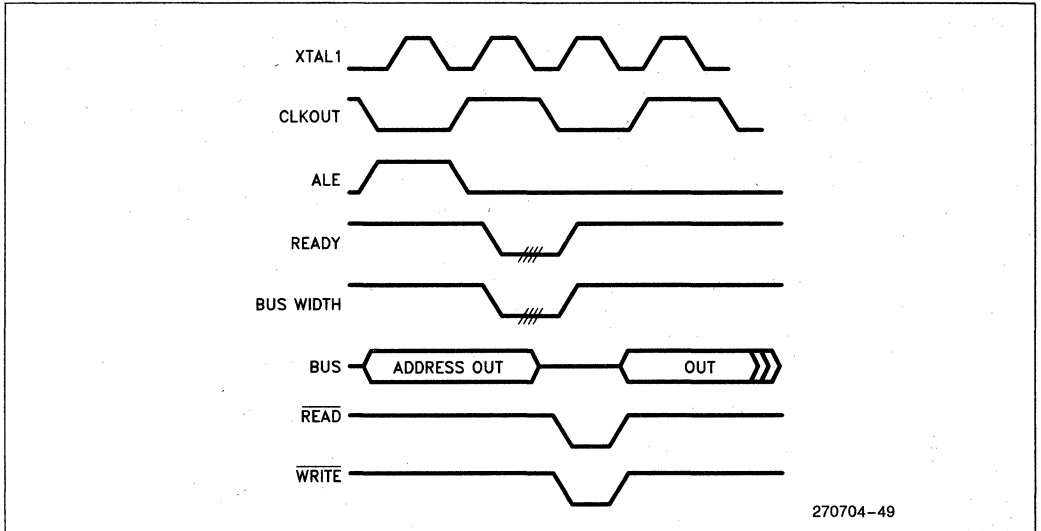 XTAL1
CLKOUT
ALE
READY
BUS WIDTH
BUS ADDRESS OUT OUT
READ
WRITE
270704-49